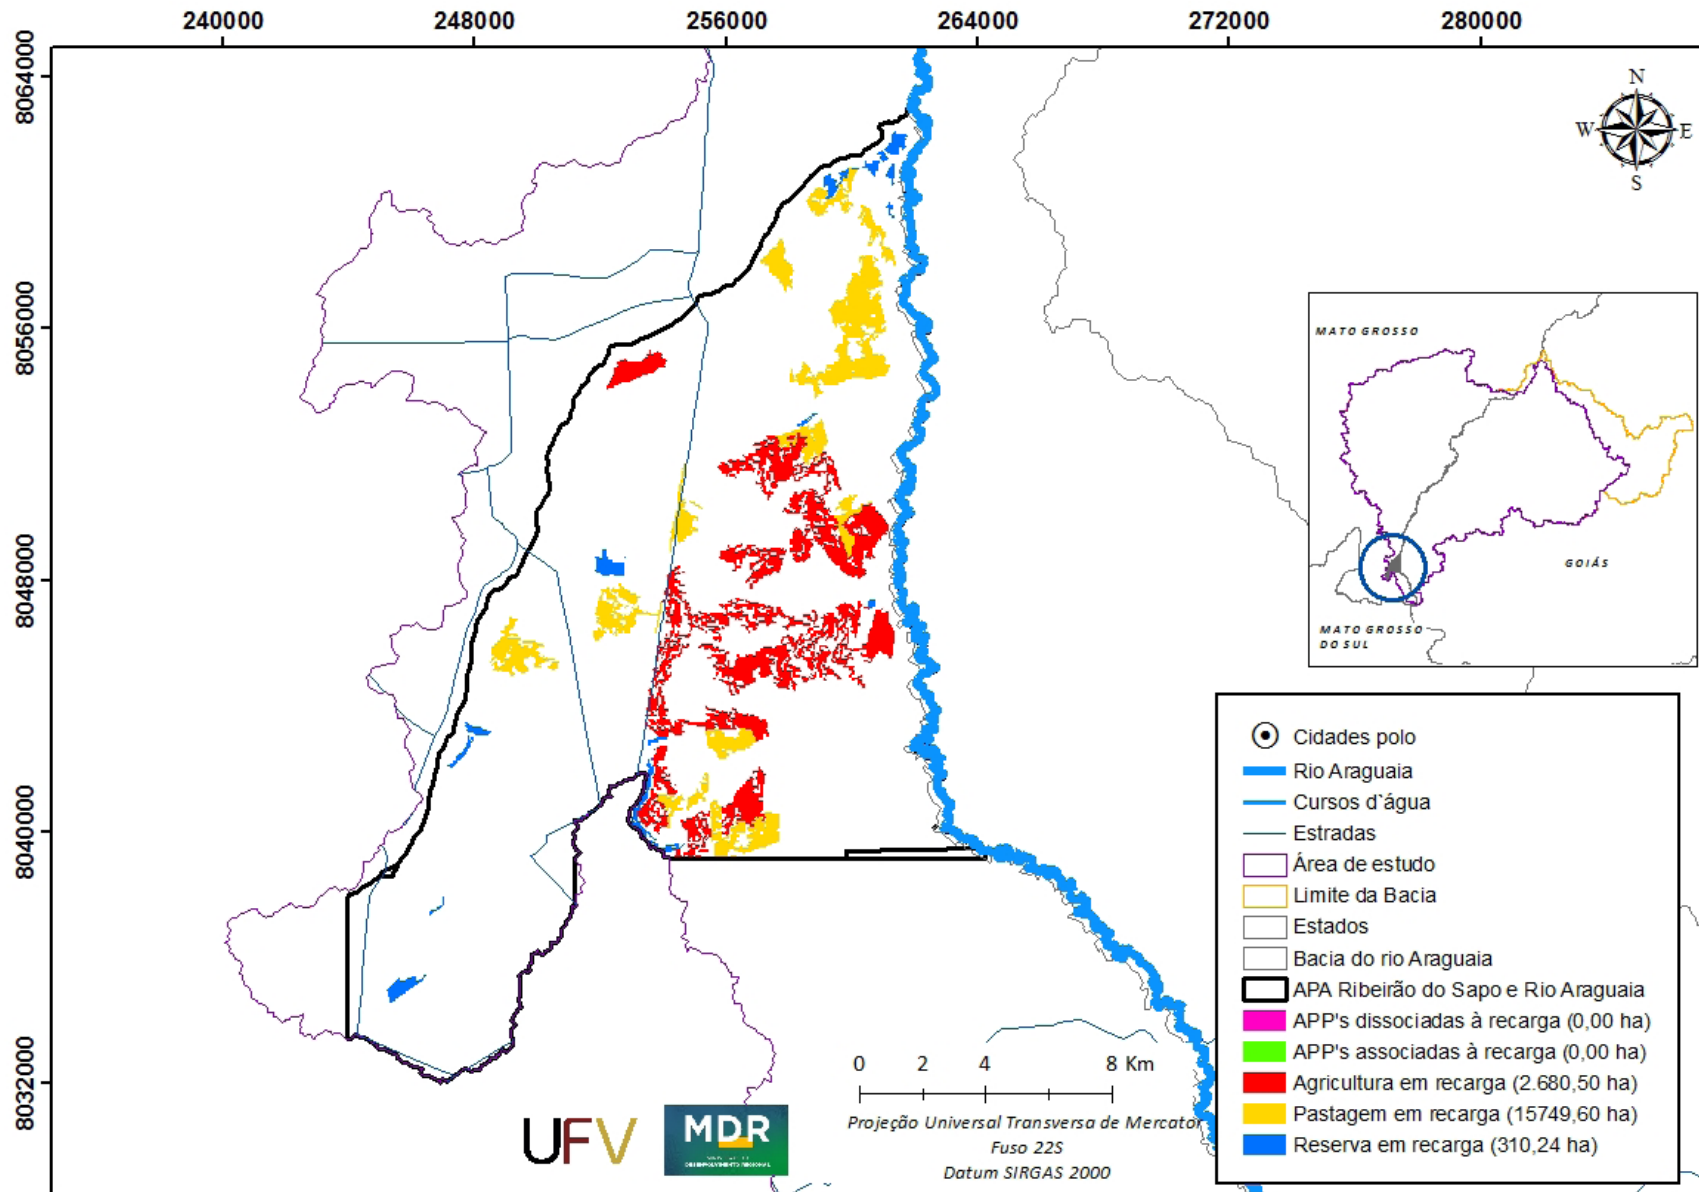 240000
248000
256000
264000
272000
280000
8064000
8056000
8048000
8040000
8032000
N
W
E
S
MATO GROSSO
GOIÁS
MATO GROSSO
DO SUL
Cidades polo
Rio Araguaia
Cursos d`água
Estradas
Área de estudo
Limite da Bacia
Estados
Bacia do rio Araguaia
APA Ribeirão do Sapo e Rio Araguaia
APP's dissociadas à recarga (0,00 ha)
APP's associadas à recarga (0,00 ha)
Agricultura em recarga (2.680,50 ha)
Pastagem em recarga (15749,60 ha)
Reserva em recarga (310,24 ha)
0 2 4 8 Km
Projeção Universal Transversa de Mercator
Fuso 22S
Datum SIRGAS 2000
UFV
MDR
DESENVOLVIMENTO REGIONAL